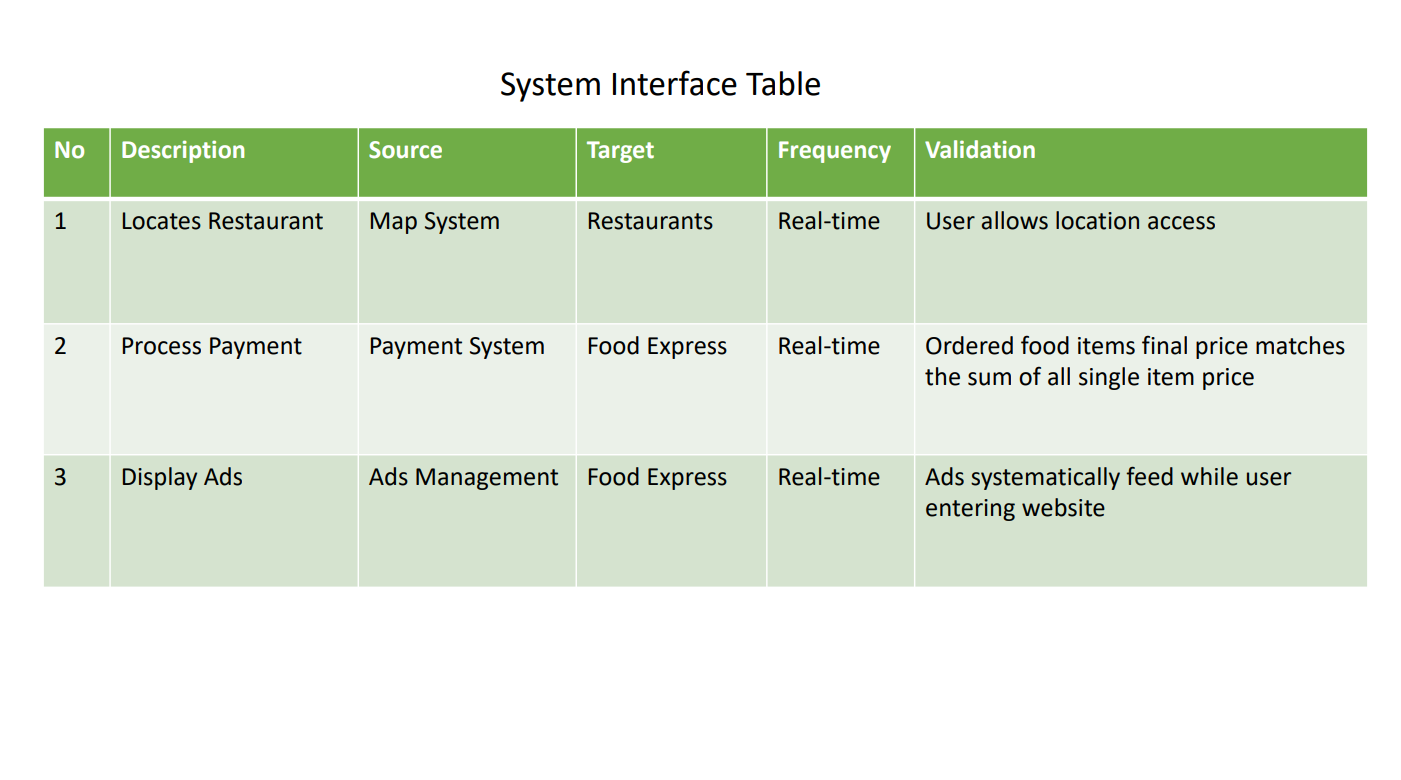 System Interface Table
No Description Source Target Frequency Validation
1 Locates Restaurant Map System Restaurants Real-time User allows location access
2 Process Payment Payment System Food Express Real-time Ordered food items final price matches
the sum of all single item price
3 Display Ads Ads Management Food Express Real-time Ads systematically feed while user
entering website